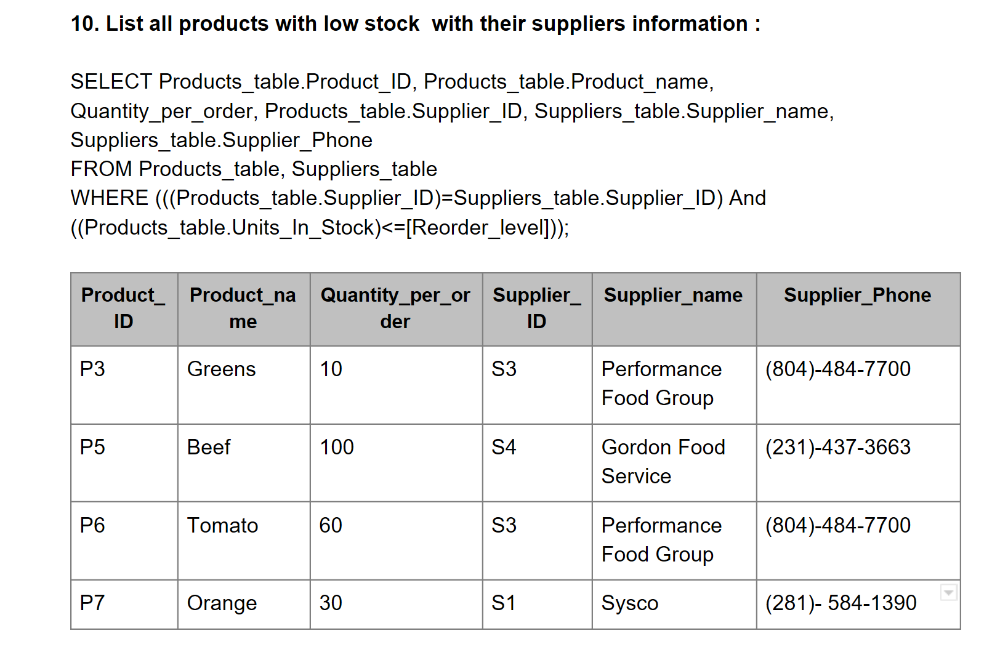 10. List all products with low stock  with their suppliers information :
SELECT Products_table.Product_ID, Products_table.Product_name,
Quantity_per_order, Products_table.Supplier_ID, Suppliers_table.Supplier_name,
Suppliers_table.Supplier_Phone
FROM Products_table, Suppliers_table
WHERE (((Products_table.Supplier_ID)=Suppliers_table.Supplier_ID) And
((Products_table.Units_In_Stock)<=[Reorder_level]));
Product_ Product_na Quantity_per_or Supplier_ Supplier_name Supplier_Phone
ID me der ID
P3 Greens 10 S3 Performance (804)-484-7700
Food Group
P5 Beef 100 S4 Gordon Food (231)-437-3663
Service
P6 Tomato 60 S3 Performance (804)-484-7700
Food Group
P7 Orange 30 S1 Sysco (281)- 584-1390